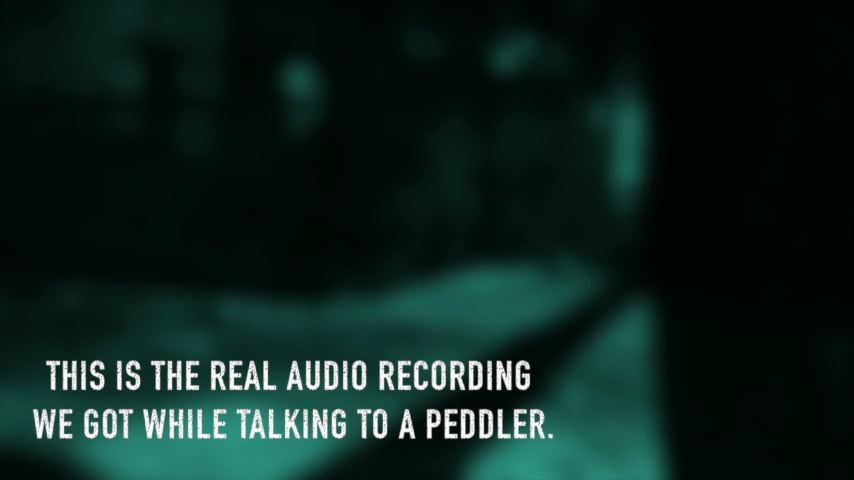 THIS IS THE REAL AUDIO RECORDING
WE GOT WHILE TALKING TO A PEDDLER.